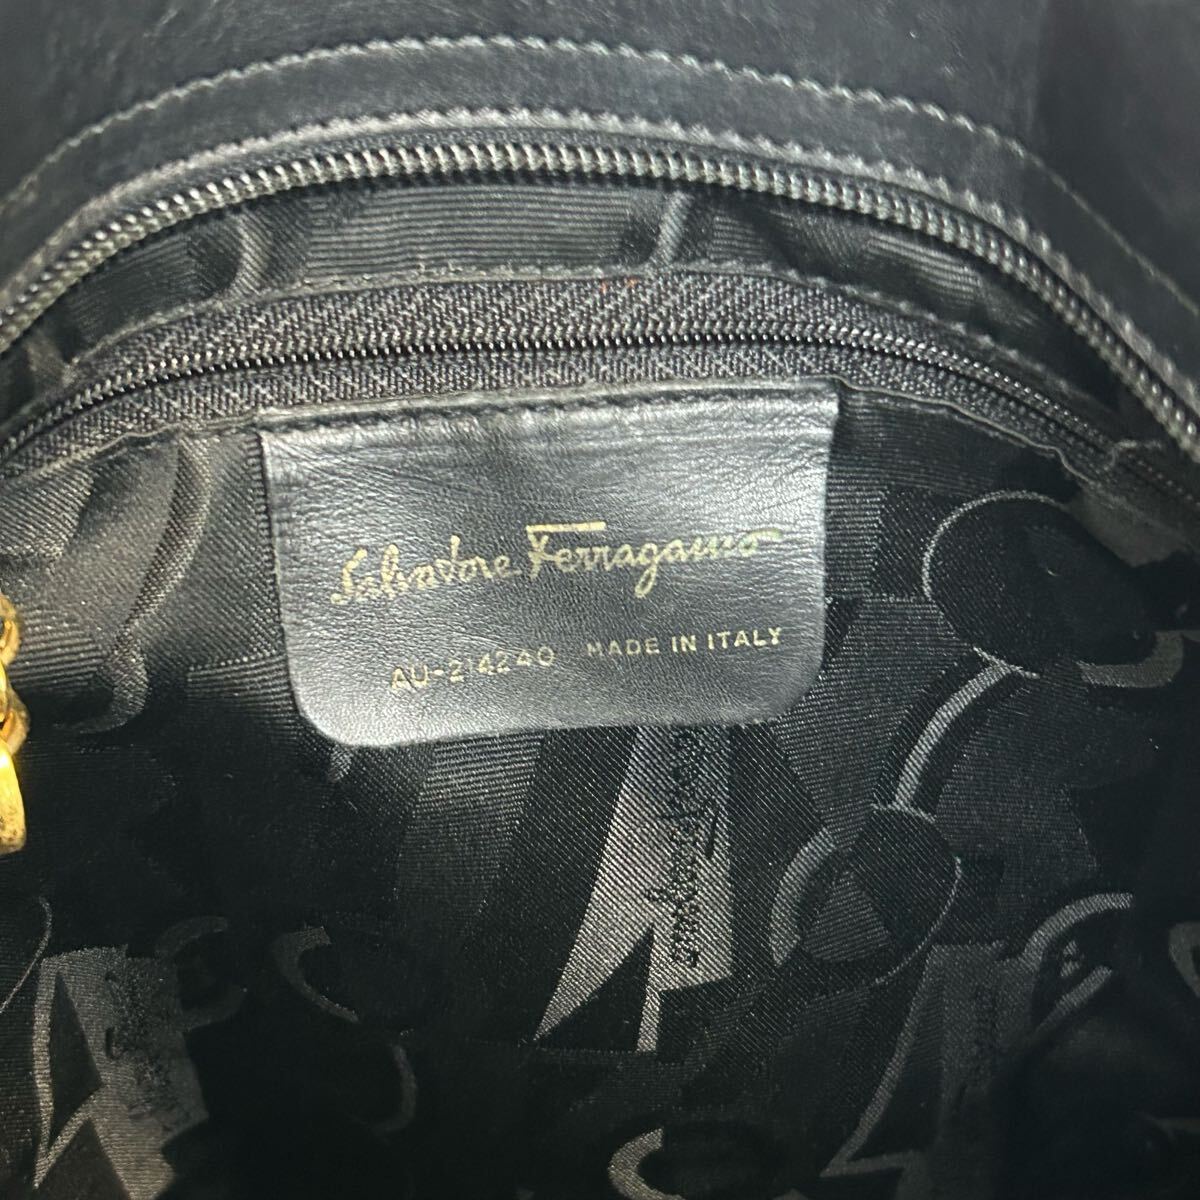 Salvatore Ferragamo
AU-214240 MADE IN ITALY